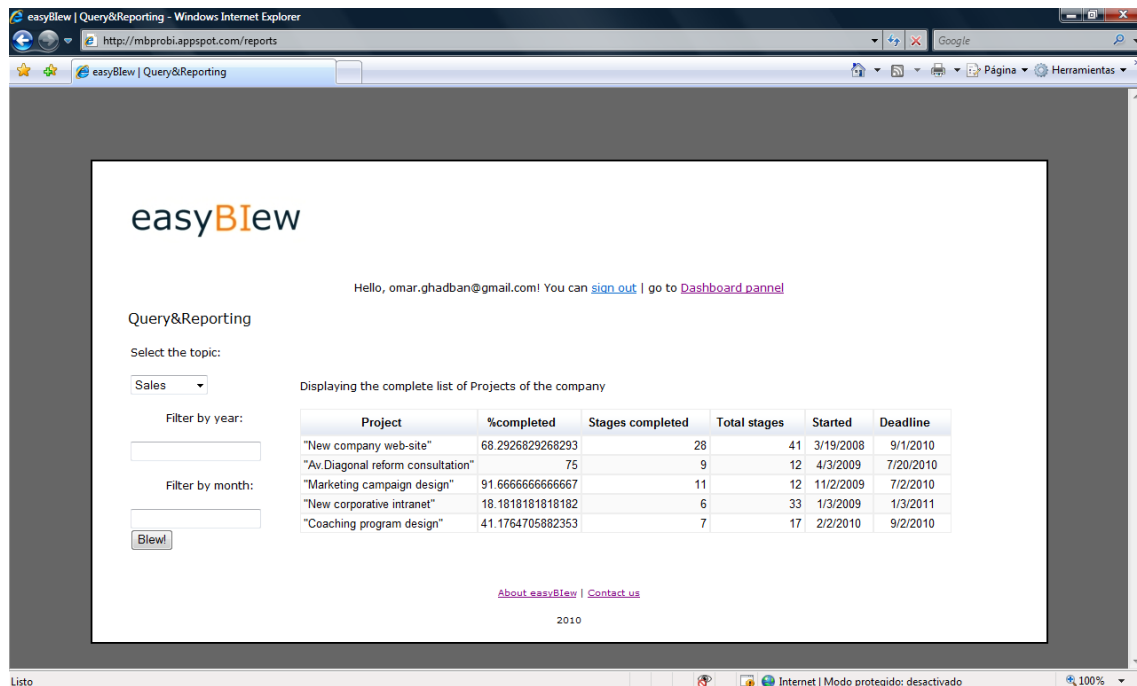 easyBIew | Query&Reporting - Windows Internet Explorer
http://mbprobi.appspot.com/reports
Google
easyBIew | Query&Reporting
Página
Herramientas
easyBIew
Hello, omar.ghadban@gmail.com! You can sign out | go to Dashboard pannel
Query&Reporting
Select the topic:
Sales
Displaying the complete list of Projects of the company
Filter by year:
Filter by month:
BIew!
Project %completed Stages completed Total stages Started Deadline
"New company web-site" 68.2926829268293 28 41 3/19/2008 9/1/2010
"Av.Diagonal reform consultation" 75 9 12 4/3/2009 7/20/2010
"Marketing campaign design" 91.6666666666667 11 12 11/2/2009 7/2/2010
"New corporative intranet" 18.1818181818182 6 33 1/3/2009 1/3/2011
"Coaching program design" 41.1764705882353 7 17 2/2/2010 9/2/2010
About easyBIew | Contact us
2010
Listo
Internet | Modo protegido: desactivado
100%